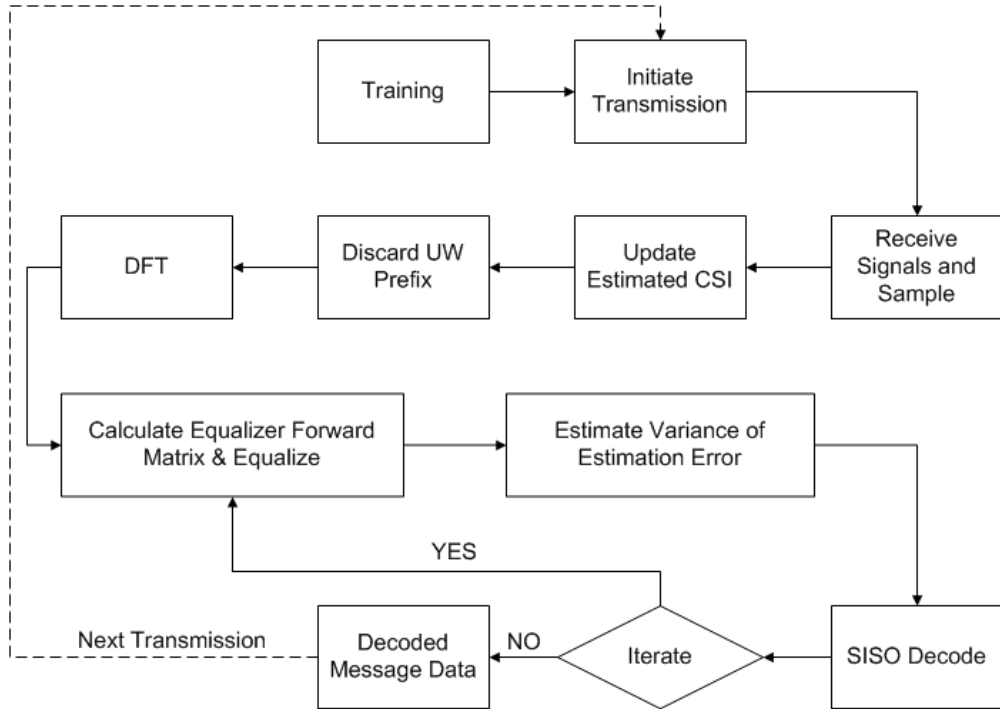 Training
Initiate
Transmission
DFT
Discard UW
Prefix
Update
Estimated CSI
Receive
Signals and
Sample
Calculate Equalizer Forward
Matrix & Equalize
Estimate Variance of
Estimation Error
YES
Next Transmission
Decoded
Message Data
NO
Iterate
SISO Decode